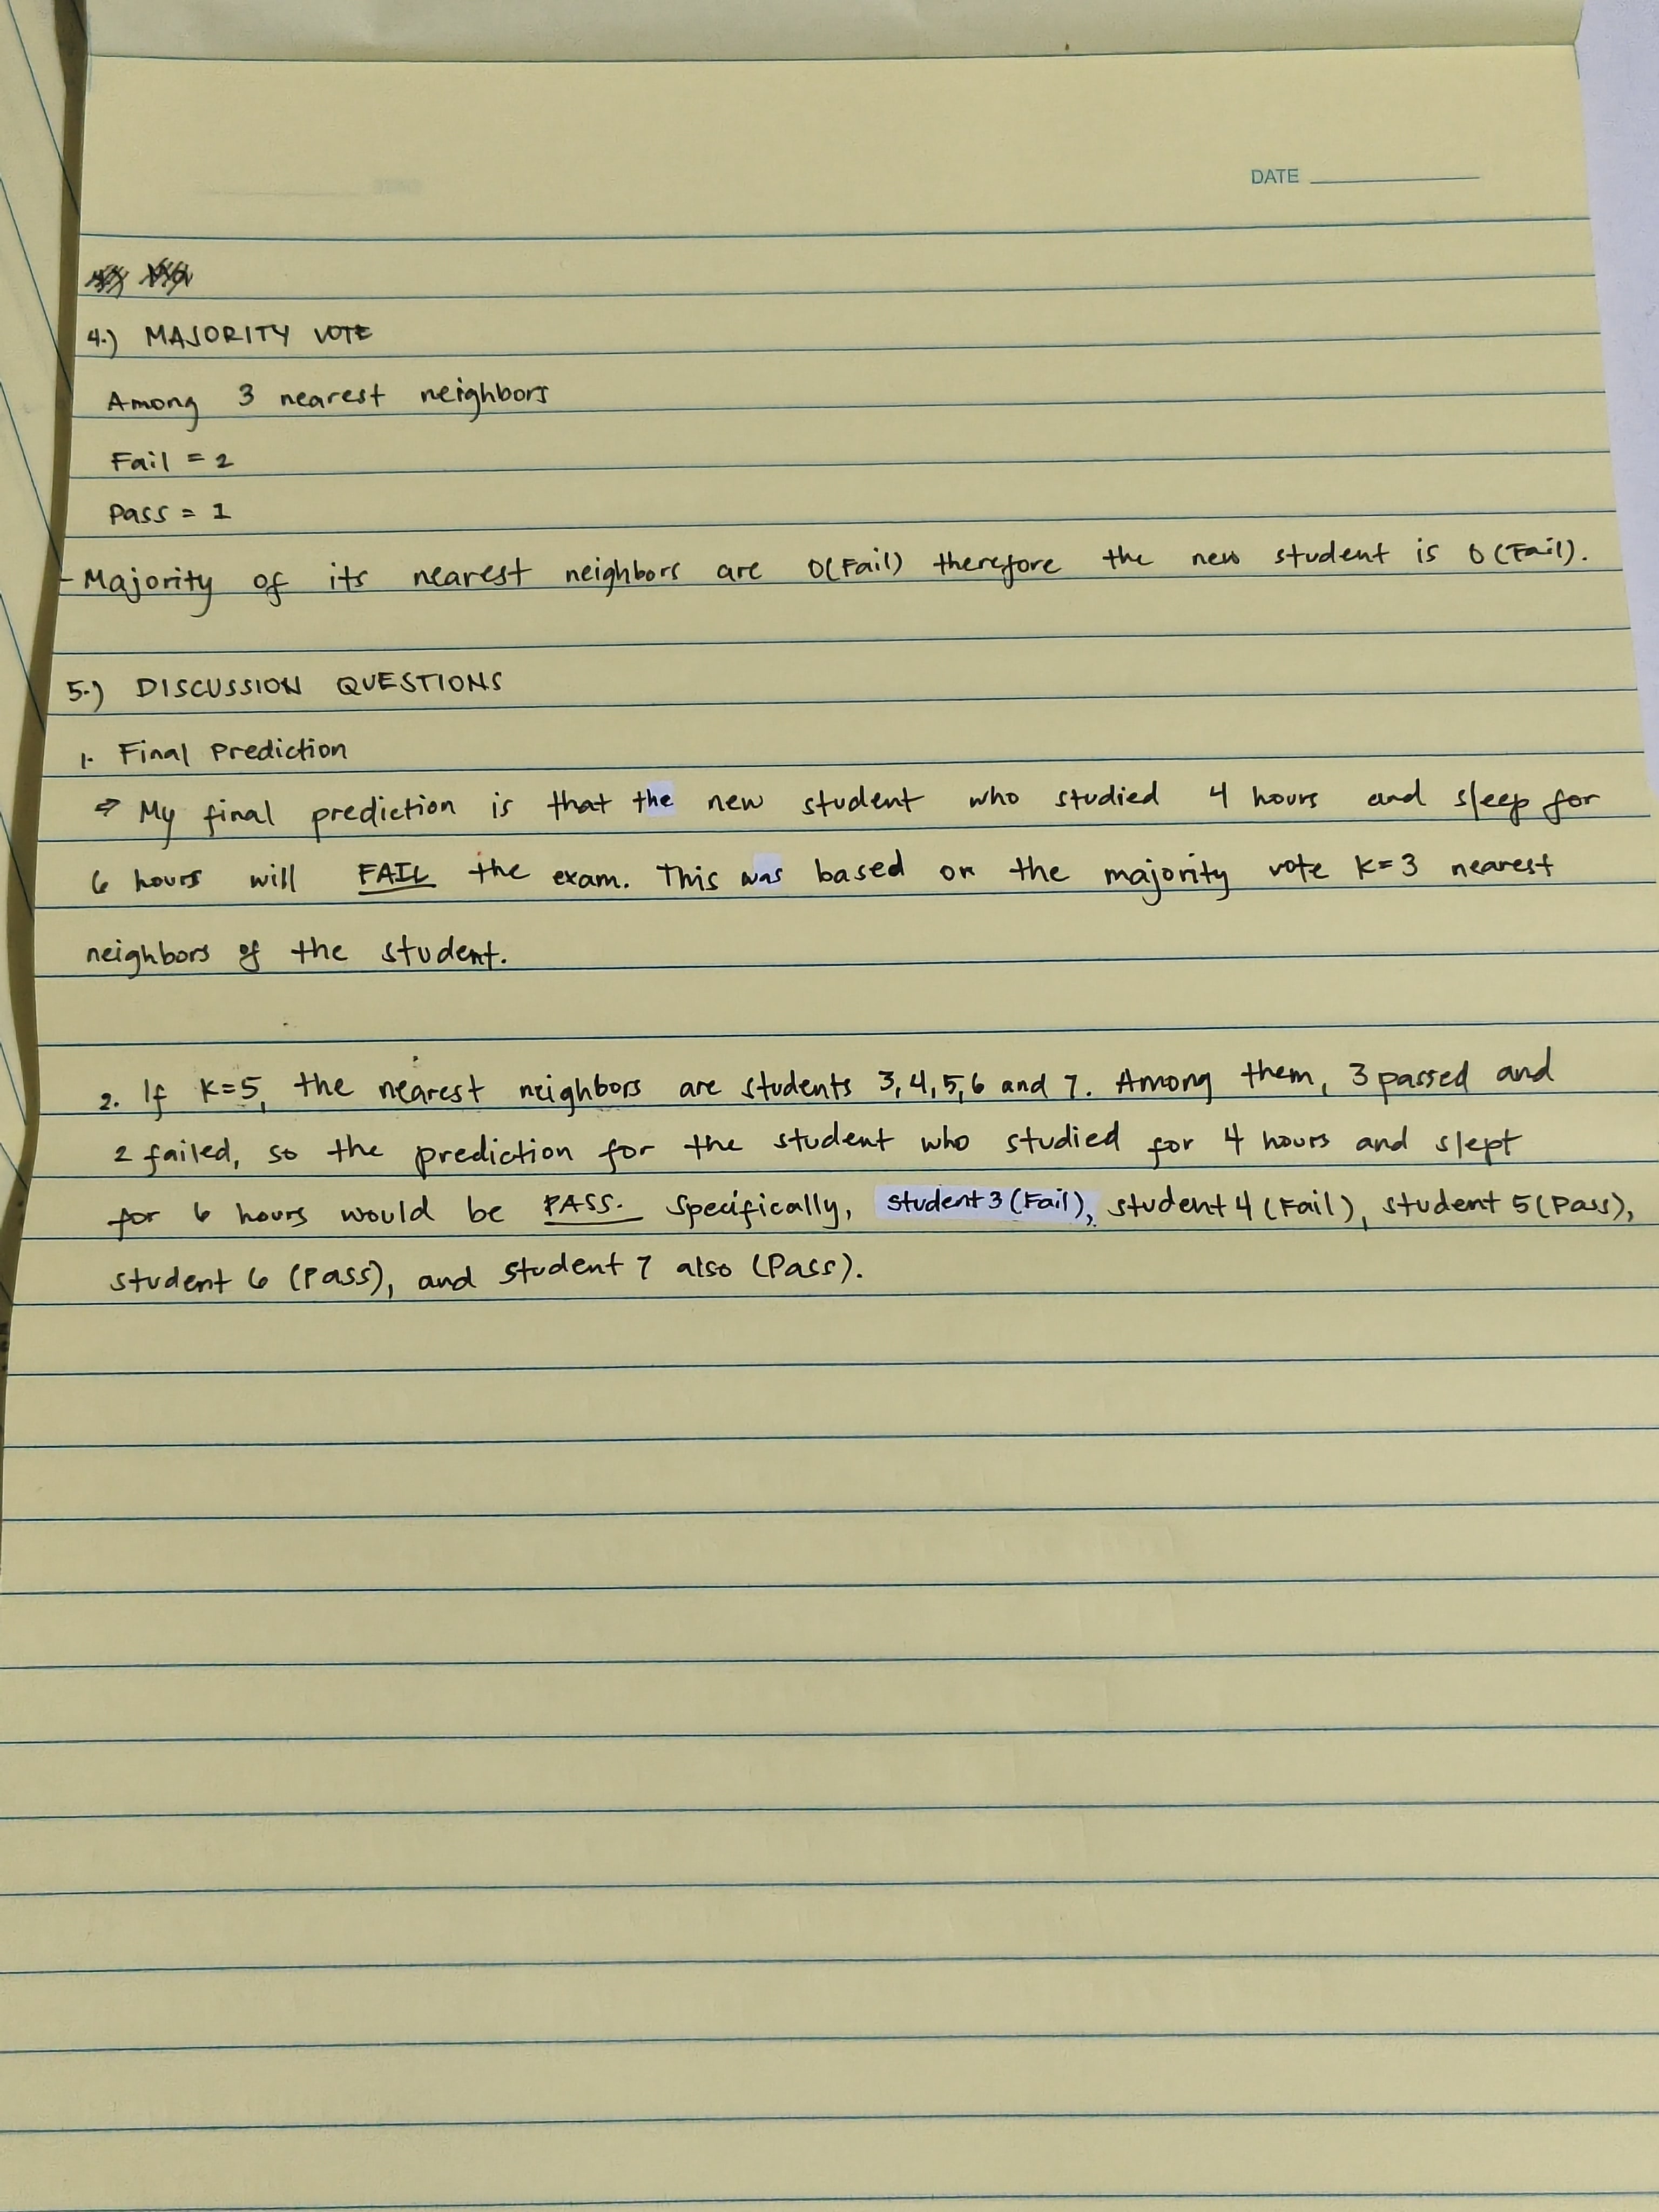 DATE
4.) MAJORITY VOTE
Among 3 nearest neighbors
Fail = 2
Pass = 1
- Majority of its nearest neighbors are 0(Fail) therefore the new student is 0 (Fail).
5.) DISCUSSION QUESTIONS
1. Final Prediction
⇒ My final prediction is that the new student who studied 4 hours and sleep for
6 hours will FAIL the exam. This was based on the majority vote k=3 nearest
neighbors of the student.
2. If k=5, the nearest neighbors are students 3,4,5,6 and 7. Among them, 3 passed and
2 failed, so the prediction for the student who studied for 4 hours and slept
for 6 hours would be PASS. Specifically, student 3 (Fail), student 4 (Fail), student 5 (Pass),
student 6 (Pass), and student 7 also (Pass).